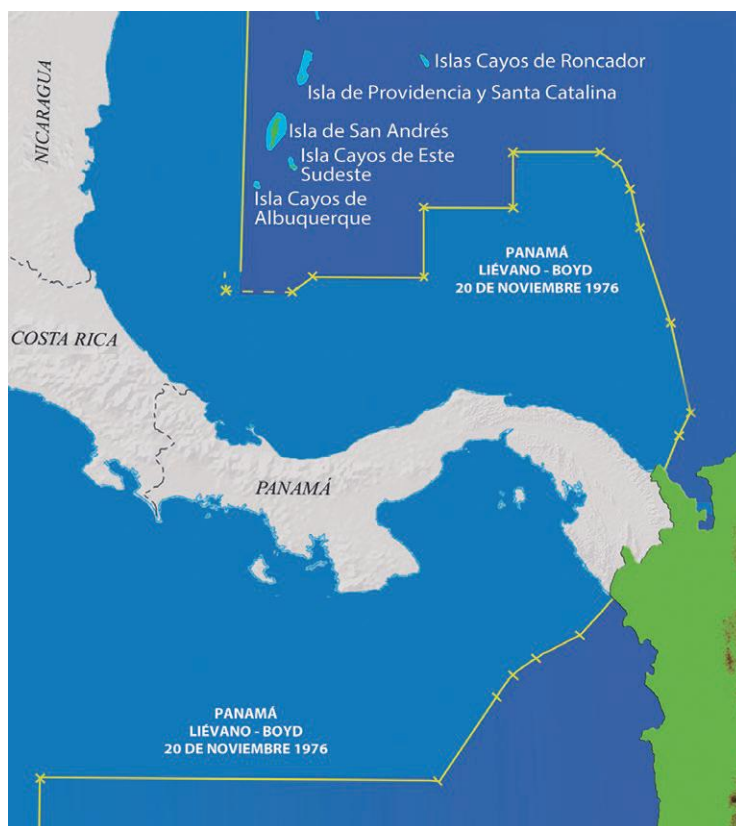 NICARAGUA
Islas Cayos de Roncador
Isla de Providencia y Santa Catalina
Isla de San Andrés
Isla Cayos de Este
Sudeste
Isla Cayos de
Albuquerque
PANAMÁ
LIÉVANO - BOYD
20 DE NOVIEMBRE 1976
COSTA RICA
PANAMÁ
PANAMÁ
LIÉVANO - BOYD
20 DE NOVIEMBRE 1976